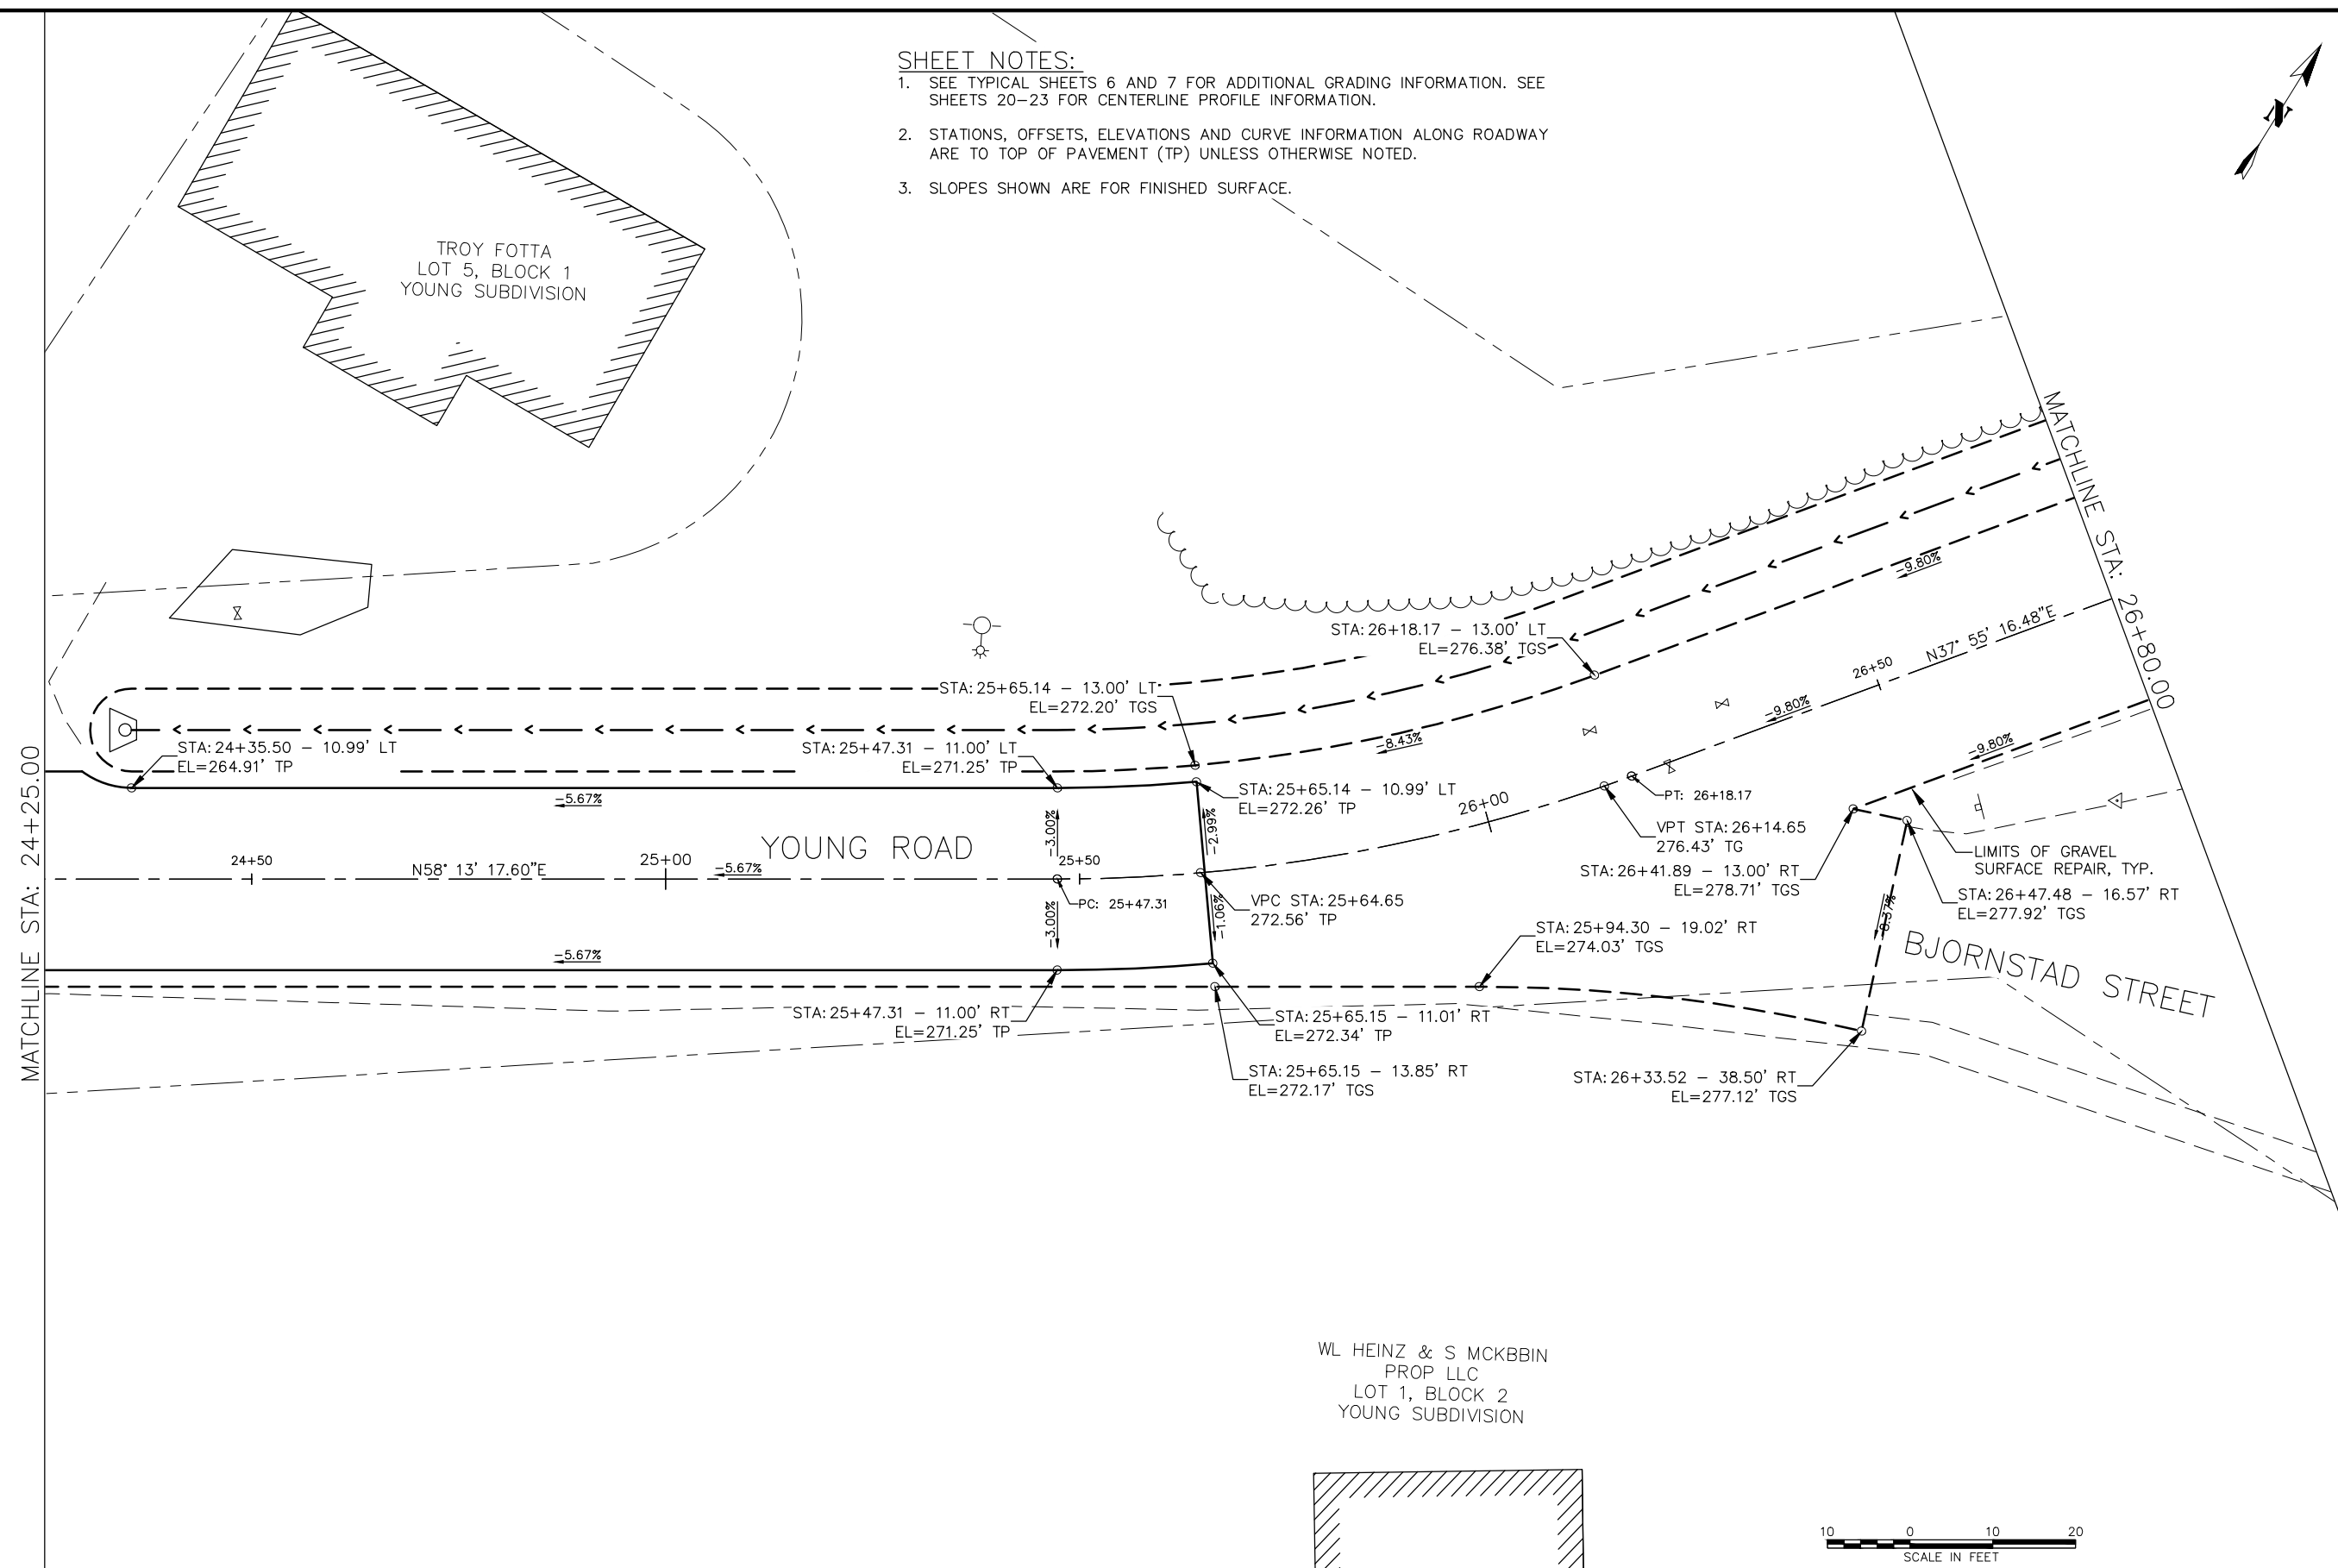 SHEET NOTES:
1. SEE TYPICAL SHEETS 6 AND 7 FOR ADDITIONAL GRADING INFORMATION. SEE
SHEETS 20-23 FOR CENTERLINE PROFILE INFORMATION.
2. STATIONS, OFFSETS, ELEVATIONS AND CURVE INFORMATION ALONG ROADWAY
ARE TO TOP OF PAVEMENT (TP) UNLESS OTHERWISE NOTED.
3. SLOPES SHOWN ARE FOR FINISHED SURFACE.
N
TROY FOTTA
LOT 5, BLOCK 1
YOUNG SUBDIVISION
MATCHLINE STA: 26+80.00
-9.80%
STA: 26+18.17 - 13.00' LT
EL=276.38' TGS
N37° 55' 16.48"E
26+50
-9.80%
STA: 25+65.14 - 13.00' LT
EL=272.20' TGS
-8.43%
-9.80%
MATCHLINE STA: 24+25.00
STA: 24+35.50 - 10.99' LT
EL=264.91' TP
STA: 25+47.31 - 11.00' LT
EL=271.25' TP
STA: 25+65.14 - 10.99' LT
EL=272.26' TP
26+00
PT: 26+18.17
-5.67%
-3.00%
-2.99%
YOUNG ROAD
VPT STA: 26+14.65
276.43' TG
LIMITS OF GRAVEL
SURFACE REPAIR, TYP.
24+50
N58° 13' 17.60"E
25+00
-5.67%
25+50
STA: 26+41.89 - 13.00' RT
EL=278.71' TGS
PC: 25+47.31
VPC STA: 25+64.65
272.56' TP
STA: 26+47.48 - 16.57' RT
EL=277.92' TGS
-3.00%
-1.06%
-8.37%
STA: 25+94.30 - 19.02' RT
EL=274.03' TGS
-5.67%
BJORNSTAD STREET
STA: 25+47.31 - 11.00' RT
EL=271.25' TP
STA: 25+65.15 - 11.01' RT
EL=272.34' TP
STA: 25+65.15 - 13.85' RT
EL=272.17' TGS
STA: 26+33.52 - 38.50' RT
EL=277.12' TGS
WL HEINZ & S MCKBBIN
PROP LLC
LOT 1, BLOCK 2
YOUNG SUBDIVISION
10 0 10 20
SCALE IN FEET